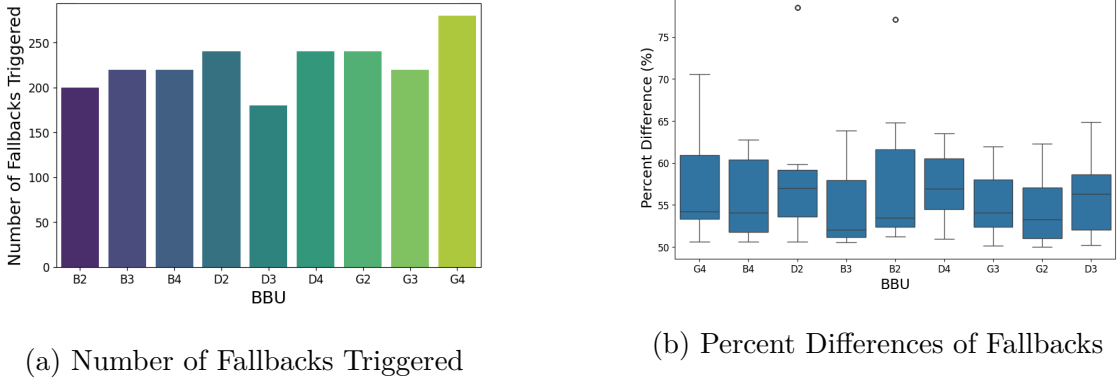 Number of Fallbacks Triggered
250
200
150
100
50
0
B2 B3 B4 D2 D3 D4 G2 G3 G4
BBU
(a) Number of Fallbacks Triggered
Percent Difference (%)
75
70
65
60
55
50
G4 B4 D2 B3 B2 D4 G3 G2 D3
BBU
(b) Percent Differences of Fallbacks